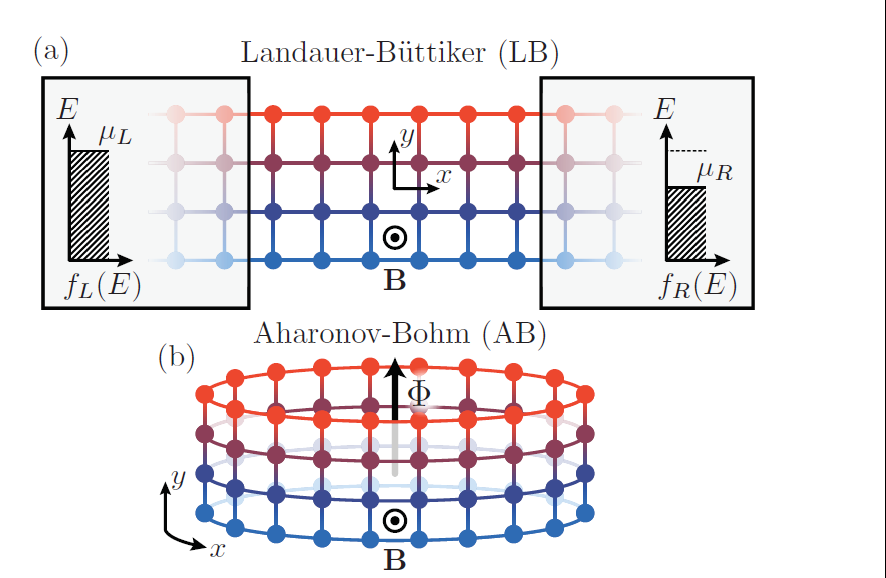 (a)
Landauer-Büttiker (LB)
E
μ_L
f_L(E)
y
x
B
E
μ_R
f_R(E)
Aharonov-Bohm (AB)
(b)
Φ
y
x
B